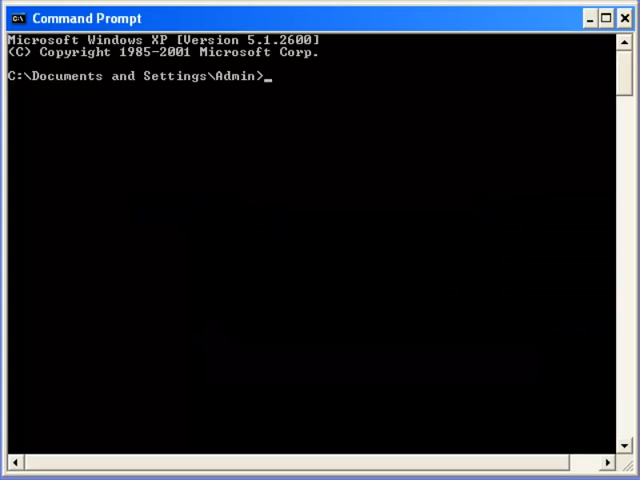 Command Prompt
Microsoft Windows XP [Version 5.1.2600]
(C) Copyright 1985-2001 Microsoft Corp.
C:\Documents and Settings\Admin>_